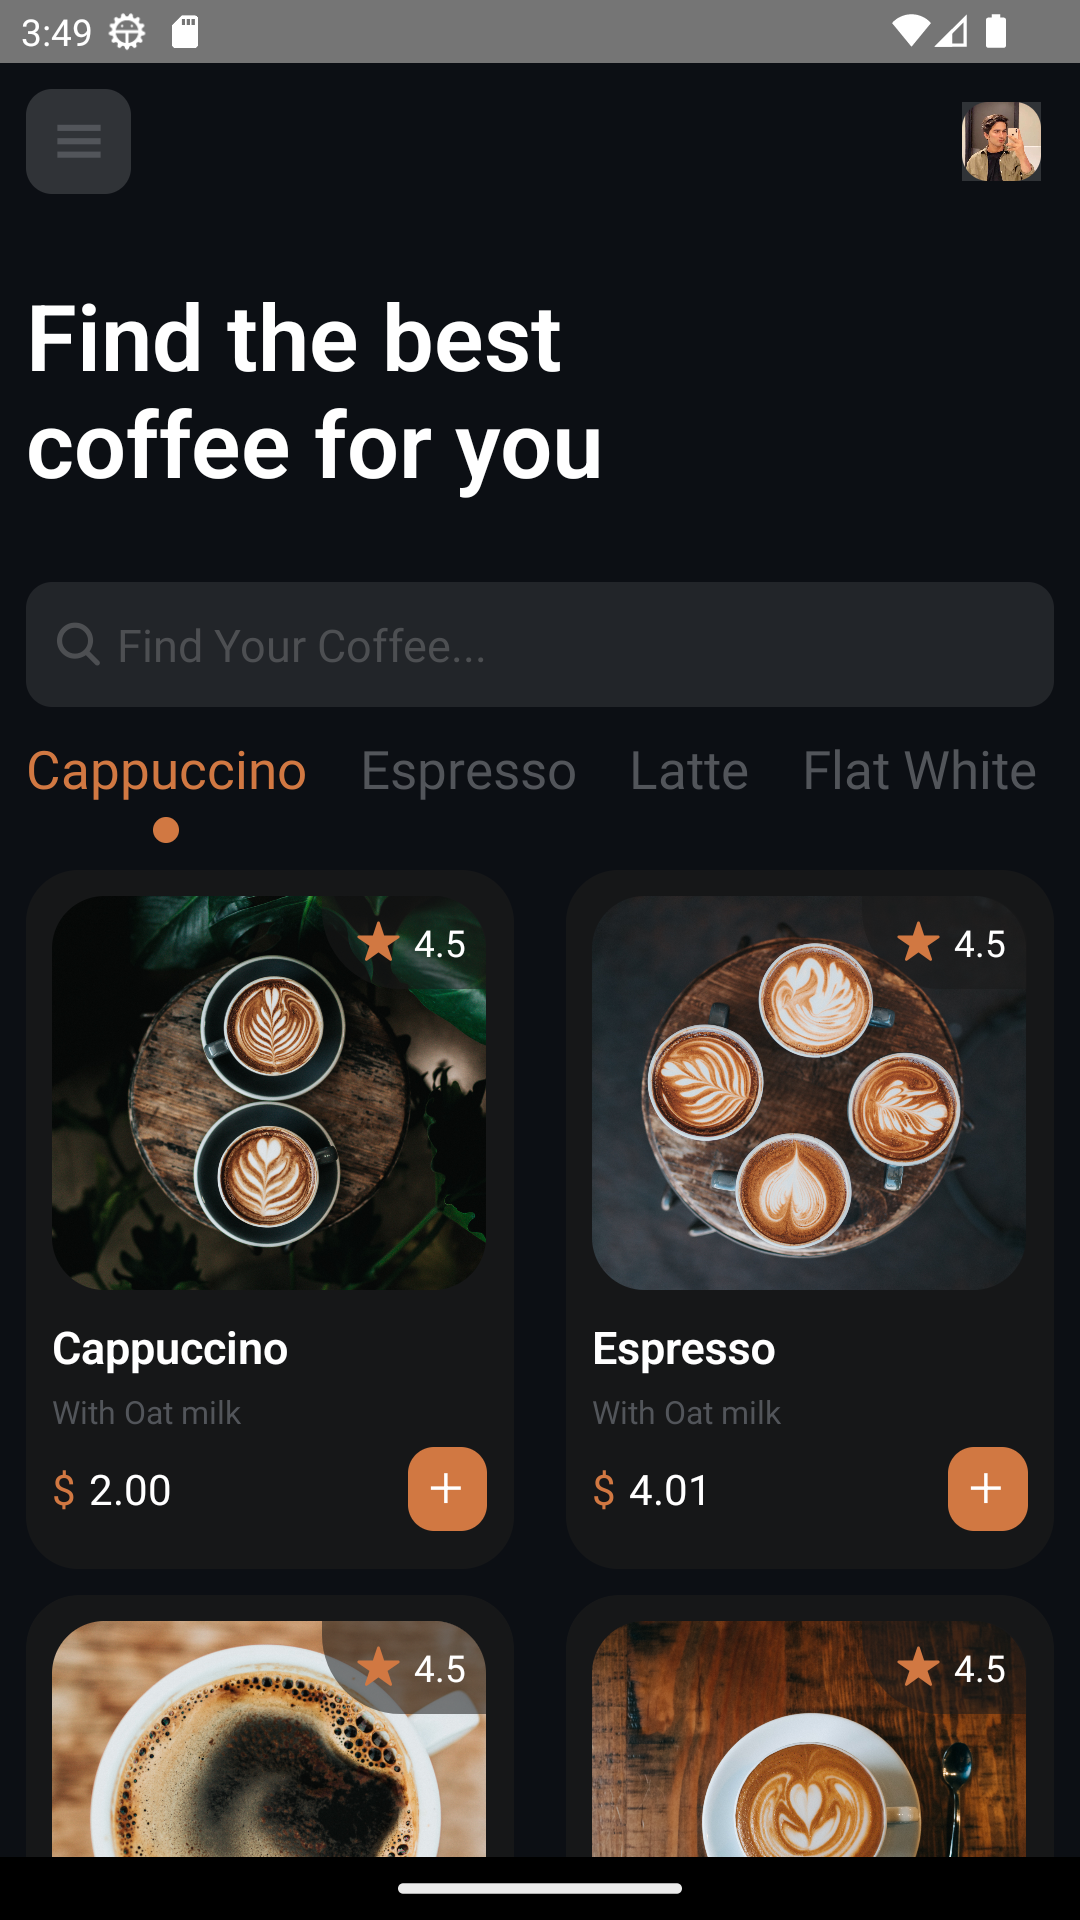 3:49
Find the best
coffee for you
Find Your Coffee...
Cappuccino Espresso Latte Flat White
4.5 4.5
Cappuccino Espresso
With Oat milk With Oat milk
$ 2.00 + $ 4.01 +
4.5 4.5